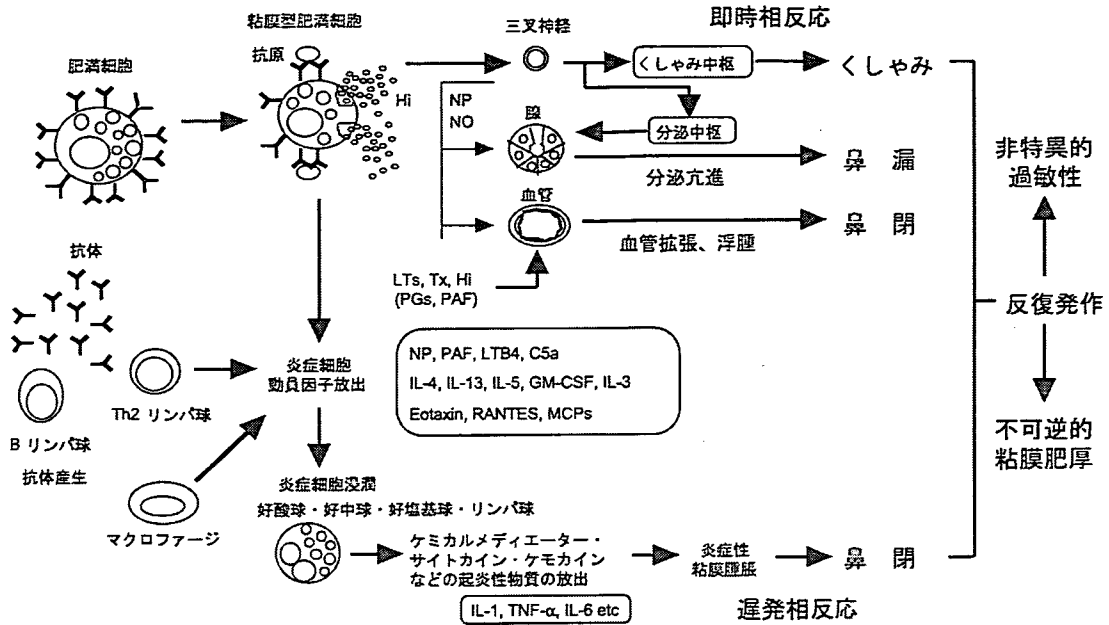 粘膜型肥満細胞
三叉神経
即時相反応
肥満細胞
抗原
Hi
くしゃみ中枢
くしゃみ
NP
NO
腺
分泌中枢
分泌亢進
鼻 漏
血管
血管拡張、浮腫
鼻 閉
非特異的
過敏性
抗体
LTs, Tx, Hi
(PGs, PAF)
反復発作
炎症細胞
動員因子放出
NP, PAF, LTB4, C5a
IL-4, IL-13, IL-5, GM-CSF, IL-3
Eotaxin, RANTES, MCPs
Th2 リンパ球
B リンパ球
抗体産生
不可逆的
粘膜肥厚
マクロファージ
炎症細胞浸潤
好酸球・好中球・好塩基球・リンパ球
ケミカルメディエーター・
サイトカイン・ケモカイン
などの起炎性物質の放出
炎症性
粘膜腫脹
鼻 閉
IL-1, TNF-α, IL-6 etc
遅発相反応